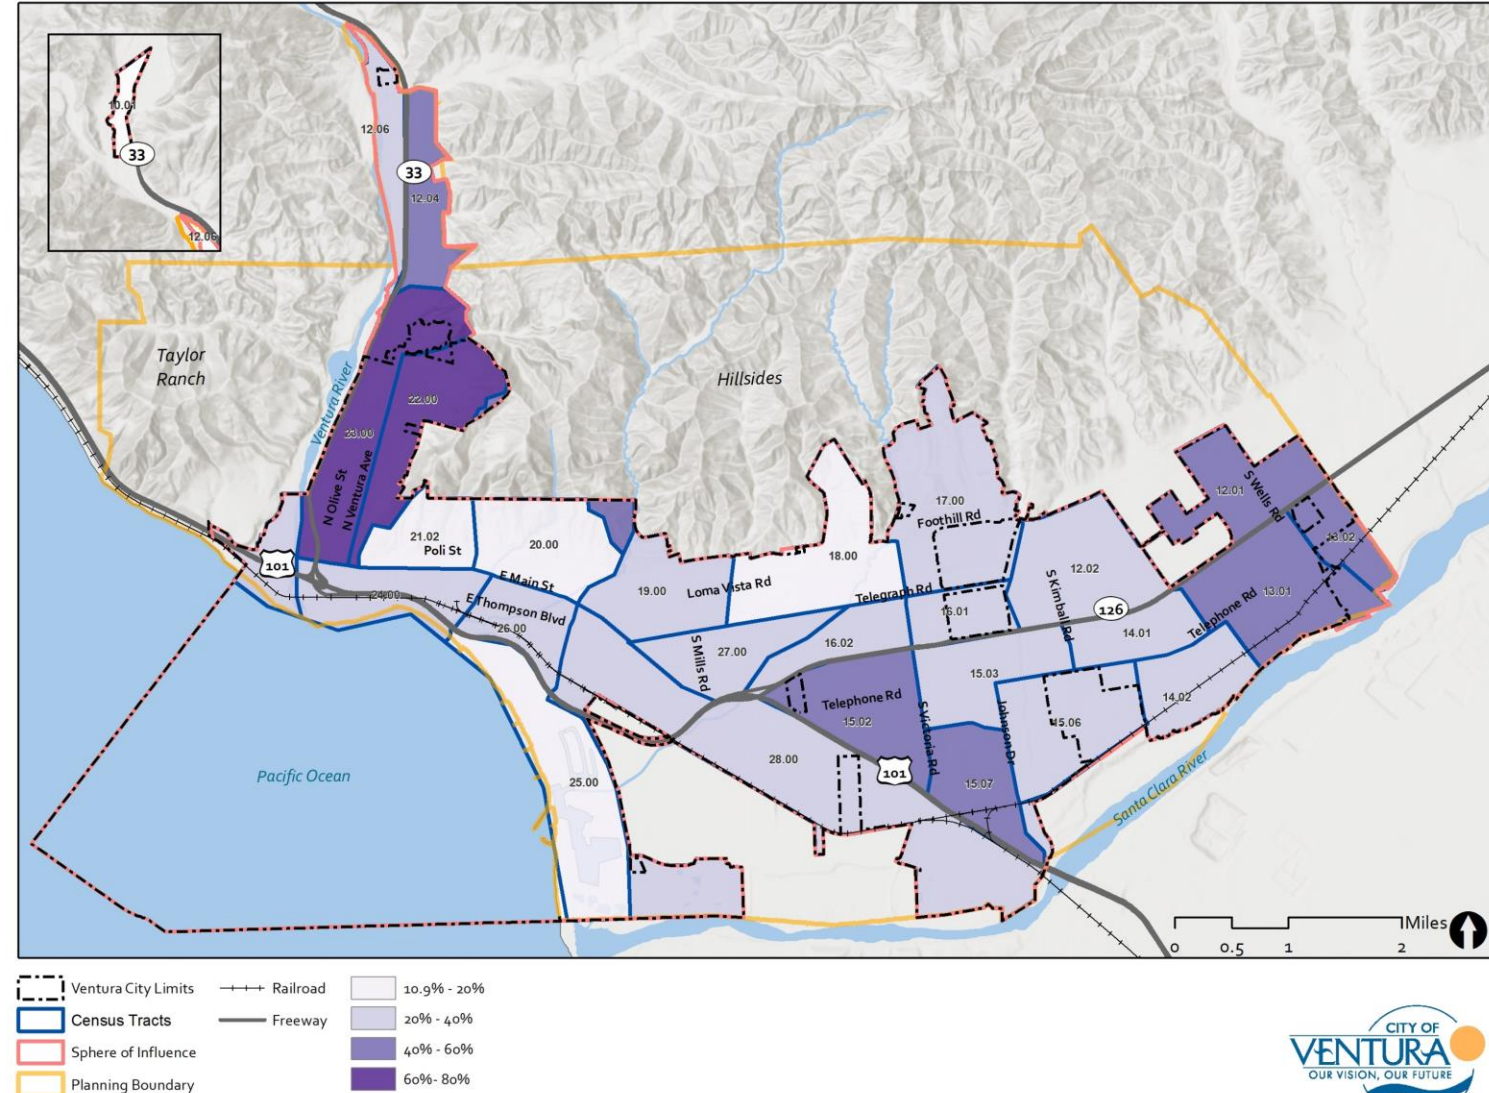 10.01
33
12.06
12.06
33
12.04
Taylor
Ranch
Ventura River
Hillsides
22.00
23.00
N Olive St
N Ventura Ave
21.02
Poli St
20.00
17.00
Foothill Rd
12.01
S Wells Rd
13.02
101
E Main St
18.00
12.02
19.00
Loma Vista Rd
Telegraph Rd
S Kimball Rd
13.01
24.00
E Thompson Blvd
26.00
16.01
126
Telephone Rd
27.00
S Mills Rd
16.02
14.01
15.03
Telephone Rd
15.02
S Victoria Rd
Johnson Dr
15.06
14.02
28.00
101
15.07
25.00
Pacific Ocean
Santa Clara River
Miles
0 0.5 1 2
Ventura City Limits
Census Tracts
Sphere of Influence
Planning Boundary
Railroad
Freeway
10.9% - 20%
20% - 40%
40% - 60%
60%- 80%
CITY OF
VENTURA
OUR VISION, OUR FUTURE